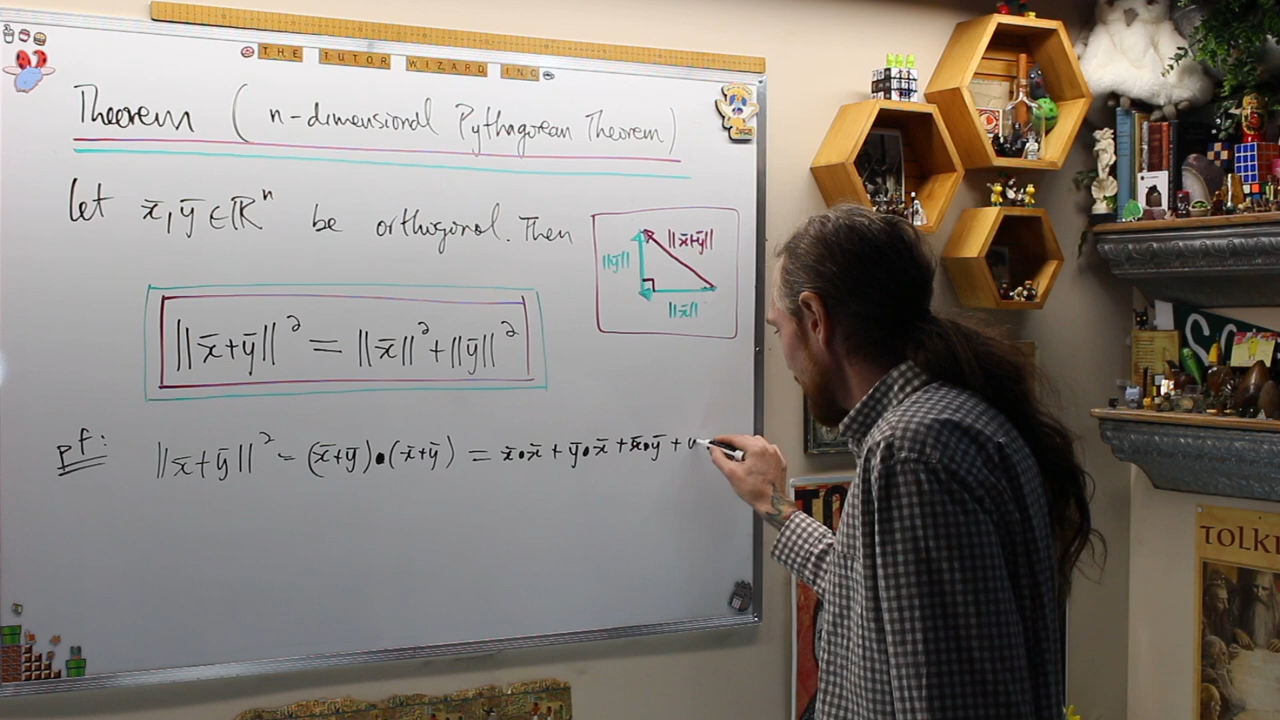 THE TUTOR WIZARD INC
Theorem (n-dimensional Pythagorean Theorem)
let x̄, ȳ ∈ ℝⁿ be orthogonal. Then
||ȳ|| ||x̄+ȳ||
||x̄||
||x̄+ȳ||² = ||x̄||² + ||ȳ||²
pf: ||x̄+ȳ||² = (x̄+ȳ)•(x̄+ȳ) = x̄•x̄ + ȳ•x̄ + x̄•ȳ +
TOLKI